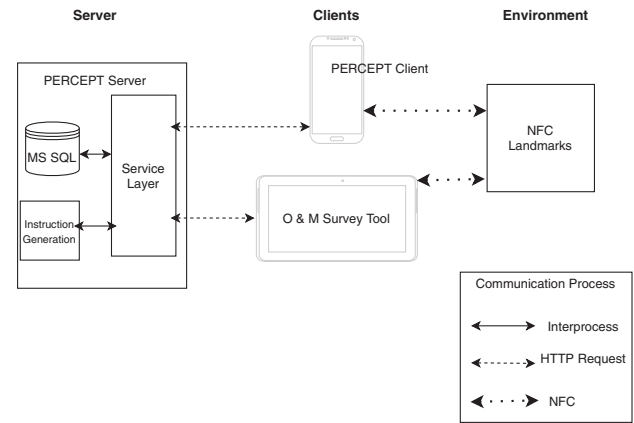 Server
Clients
Environment
PERCEPT Server
MS SQL
Service
Layer
Instruction
Generation
PERCEPT Client
O & M Survey Tool
NFC
Landmarks
Communication Process
Interprocess
HTTP Request
NFC